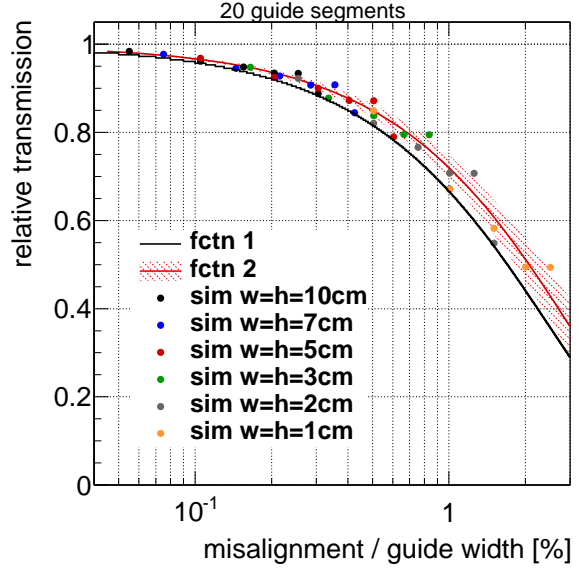 20 guide segments
relative transmission
1
0.8
0.6
0.4
0.2
0
fctn 1
fctn 2
sim w=h=10cm
sim w=h=7cm
sim w=h=5cm
sim w=h=3cm
sim w=h=2cm
sim w=h=1cm
10⁻¹ 1
misalignment / guide width [%]